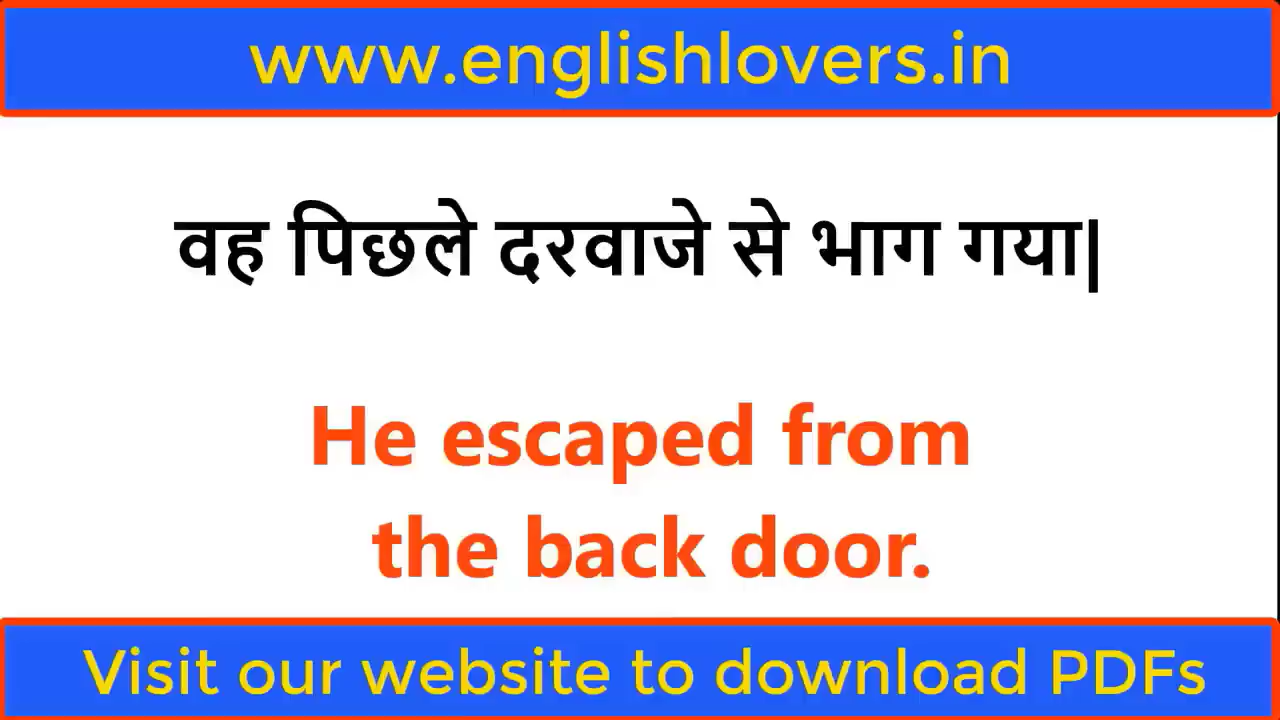 www.englishlovers.in
वह पिछले दरवाजे से भाग गया|
He escaped from
the back door.
Visit our website to download PDFs